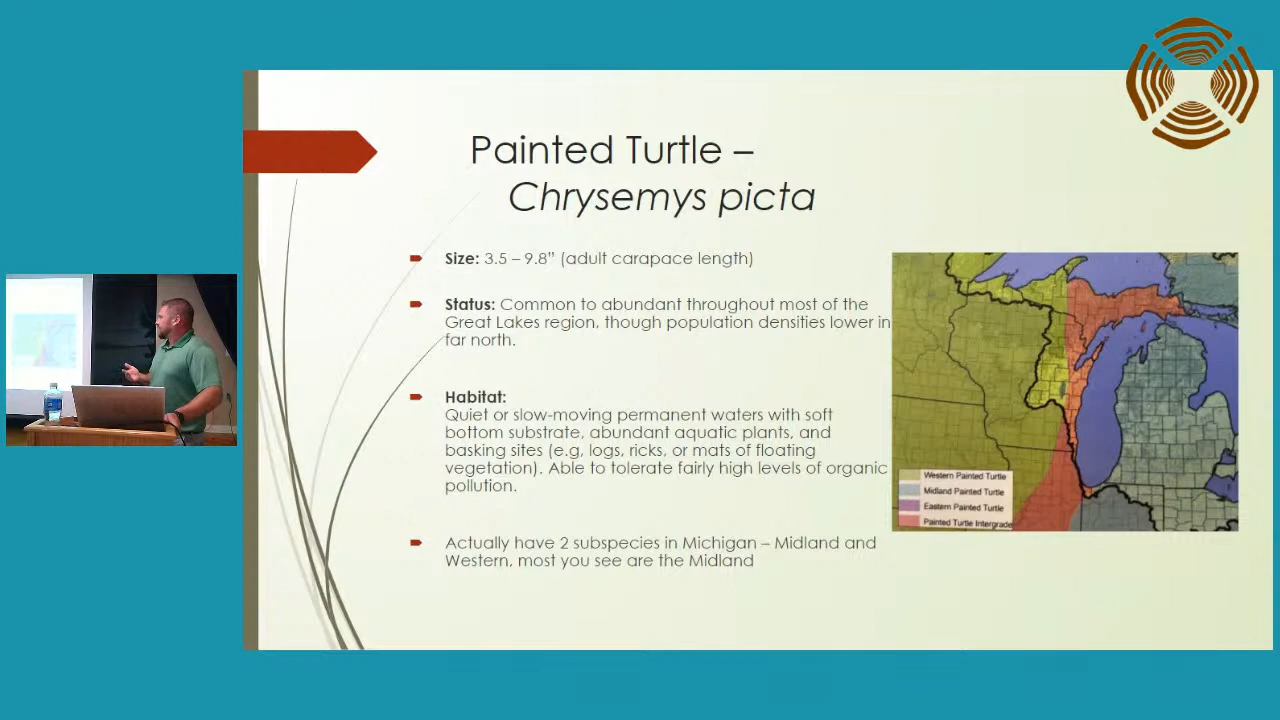 Painted Turtle –
Chrysemys picta
Size: 3.5 – 9.8” (adult carapace length)
Status: Common to abundant throughout most of the
Great Lakes region, though population densities lower in
far north.
Habitat:
Quiet or slow-moving permanent waters with soft
bottom substrate, abundant aquatic plants, and
basking sites (e.g, logs, ricks, or mats of floating
vegetation). Able to tolerate fairly high levels of organic
pollution.
Actually have 2 subspecies in Michigan – Midland and
Western, most you see are the Midland
Western Painted Turtle
Midland Painted Turtle
Eastern Painted Turtle
Painted Turtle Intergrade